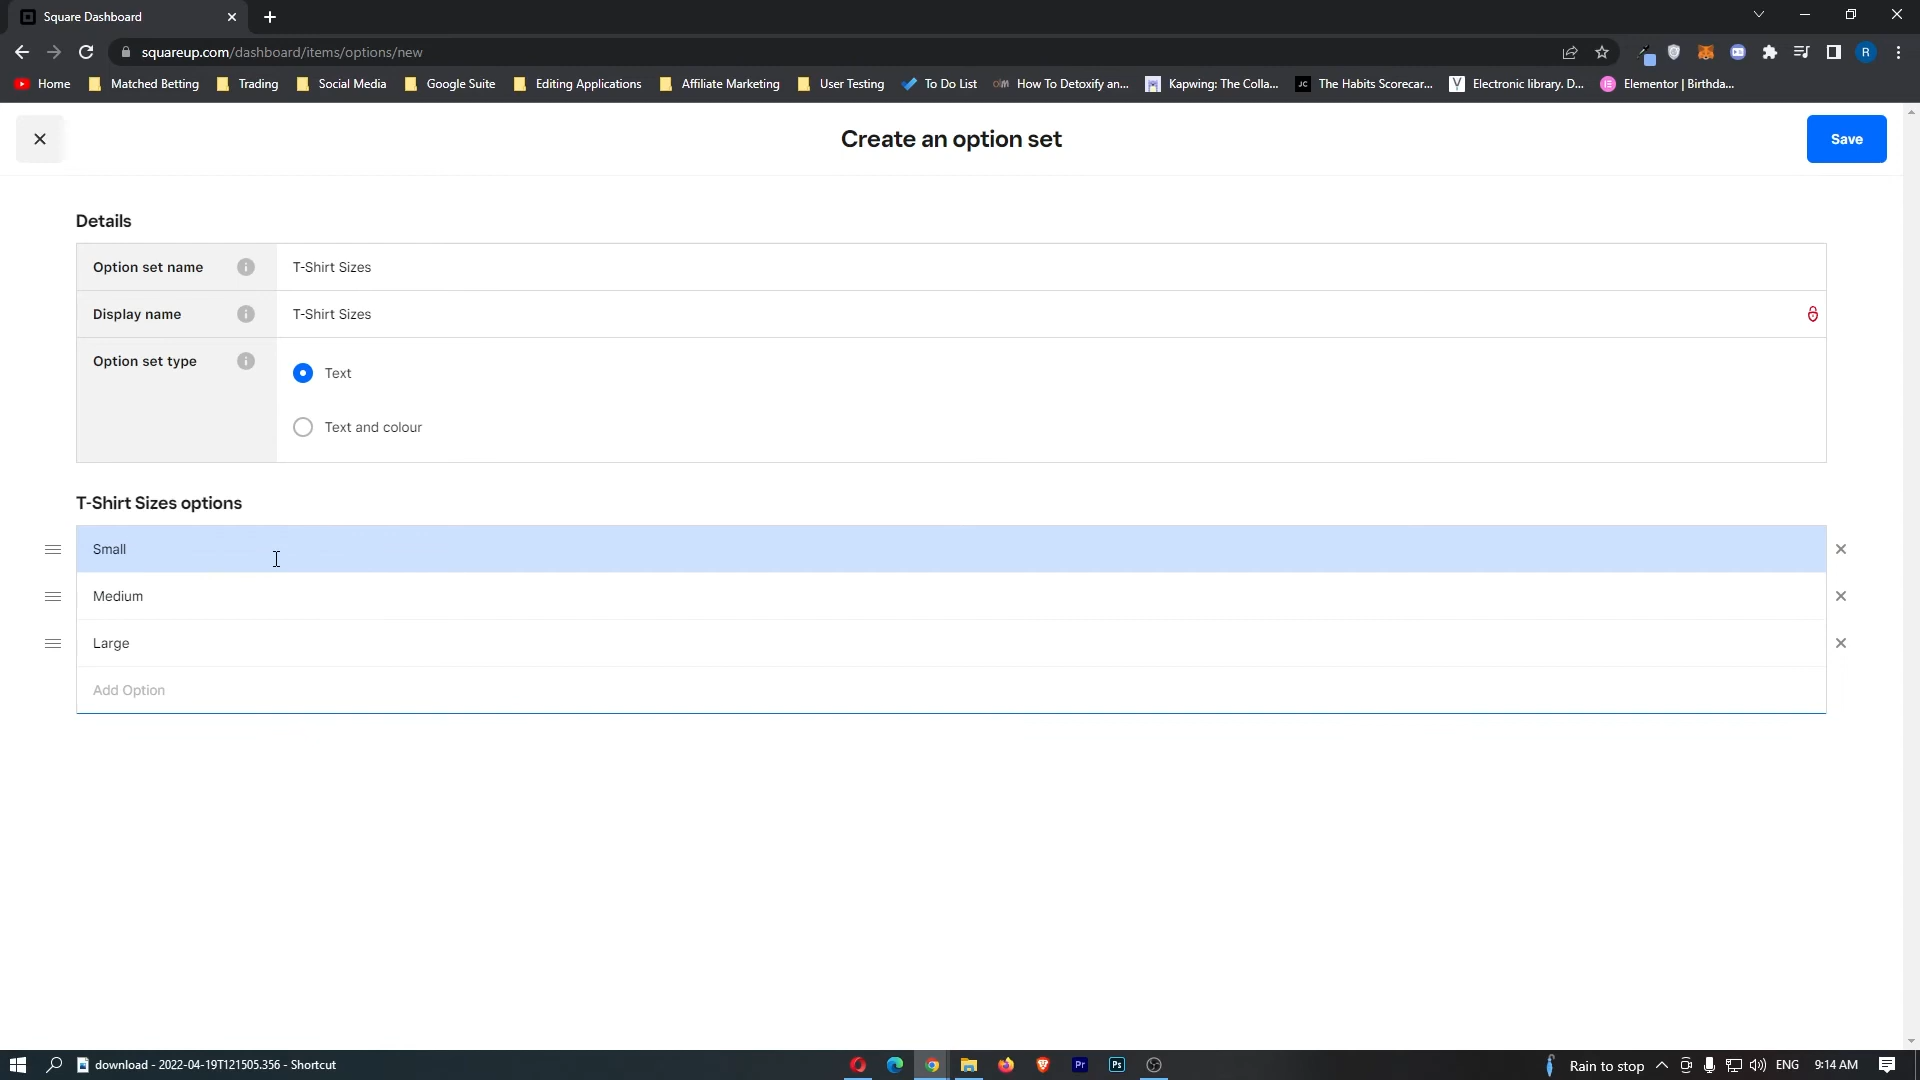 Square Dashboard
squareup.com/dashboard/items/options/new
R
Home Matched Betting Trading Social Media Google Suite Editing Applications Affiliate Marketing User Testing To Do List How To Detoxify an... Kapwing: The Colla... JC The Habits Scorecar... Electronic library. D... Elementor | Birthda...
Create an option set
Save
Details
Option set name T-Shirt Sizes
Display name T-Shirt Sizes
Option set type Text
Text and colour
T-Shirt Sizes options
Small
Medium
Large
Add Option
download - 2022-04-19T121505.356 - Shortcut Pr Ps Rain to stop ENG 9:14 AM